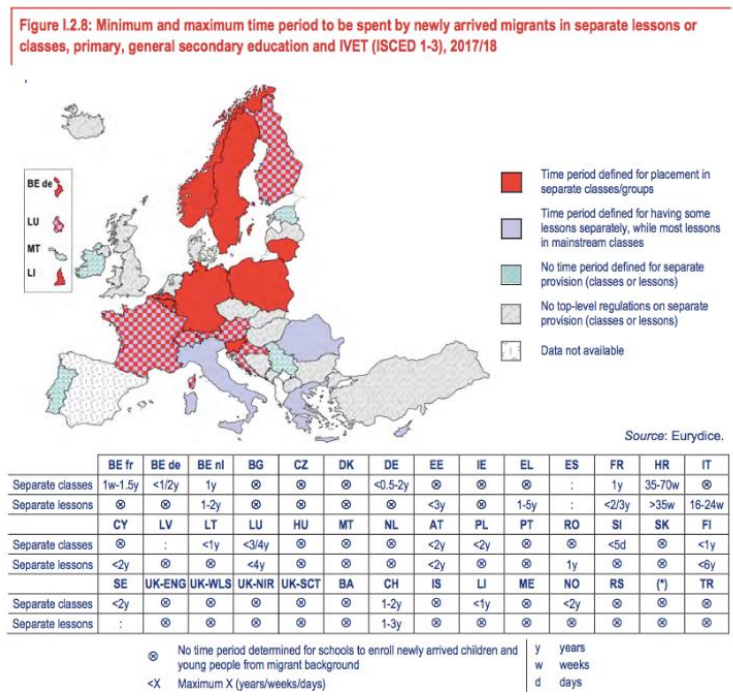 Figure I.2.8: Minimum and maximum time period to be spent by newly arrived migrants in separate lessons or
classes, primary, general secondary education and IVET (ISCED 1-3), 2017/18
BE de
LU
MT
LI
Time period defined for placement in
separate classes/groups
Time period defined for having some
lessons separately, while most lessons
in mainstream classes
No time period defined for separate
provision (classes or lessons)
No top-level regulations on separate
provision (classes or lessons)
Data not available
Source: Eurydice.
BE fr BE de BE nl BG CZ DK DE EE IE EL ES FR HR IT
Separate classes 1w-1.5y <1/2y 1y ⊗ ⊗ ⊗ <0.5-2y ⊗ ⊗ ⊗ : 1y 35-70w ⊗
Separate lessons ⊗ ⊗ 1-2y ⊗ ⊗ ⊗ ⊗ <3y ⊗ 1-5y : <2/3y >35w 16-24w
CY LV LT LU HU MT NL AT PL PT RO SI SK FI
Separate classes ⊗ : <1y <3/4y ⊗ ⊗ ⊗ <2y <2y ⊗ ⊗ <5d ⊗ <1y
Separate lessons <2y ⊗ ⊗ <4y ⊗ ⊗ ⊗ <2y ⊗ ⊗ 1y ⊗ ⊗ <6y
SE UK-ENG UK-WLS UK-NIR UK-SCT BA CH IS LI ME NO RS (*) TR
Separate classes <2y ⊗ ⊗ ⊗ ⊗ ⊗ 1-2y ⊗ <1y ⊗ <2y ⊗ ⊗ ⊗
Separate lessons : ⊗ ⊗ ⊗ ⊗ ⊗ 1-3y ⊗ ⊗ ⊗ ⊗ ⊗ ⊗ ⊗
⊗ No time period determined for schools to enroll newly arrived children and
young people from migrant background
<X Maximum X (years/weeks/days)
y years
w weeks
d days